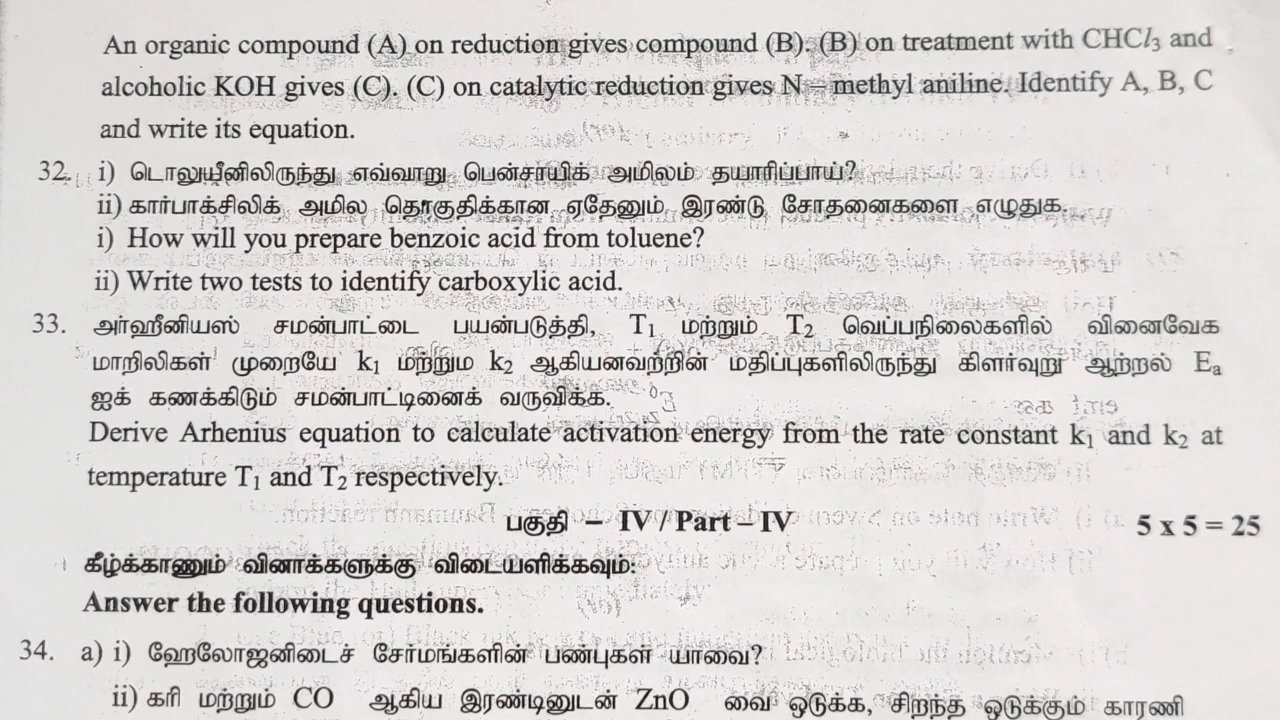 An organic compound (A) on reduction gives compound (B). (B) on treatment with CHCl₃ and
alcoholic KOH gives (C). (C) on catalytic reduction gives N – methyl aniline. Identify A, B, C
and write its equation.
32. i) டொலுயீனிலிருந்து எவ்வாறு பென்சாயிக் அமிலம் தயாரிப்பாய்?
ii) கார்பாக்சிலிக் அமில தொகுதிக்கான ஏதேனும் இரண்டு சோதனைகளை எழுதுக.
i) How will you prepare benzoic acid from toluene?
ii) Write two tests to identify carboxylic acid.
33. அர்ஹீனியஸ் சமன்பாட்டை பயன்படுத்தி, T₁ மற்றும் T₂ வெப்பநிலைகளில் வினைவேக
மாறிலிகள் முறையே k₁ மற்றும k₂ ஆகியனவற்றின் மதிப்புகளிலிருந்து கிளர்வுறு ஆற்றல் Eₐ
ஐக் கணக்கிடும் சமன்பாட்டினைக் வருவிக்க.
Derive Arhenius equation to calculate activation energy from the rate constant k₁ and k₂ at
temperature T₁ and T₂ respectively.
பகுதி – IV / Part – IV 5 x 5 = 25
கீழ்க்காணும் வினாக்களுக்கு விடையளிக்கவும்:
Answer the following questions.
34. a) i) ஹேலோஜனிடைச் சேர்மங்களின் பண்புகள் யாவை?
ii) கரி மற்றும் CO ஆகிய இரண்டினுடன் ZnO வை ஒடுக்க, சிறந்த ஒடுக்கும் காரணி